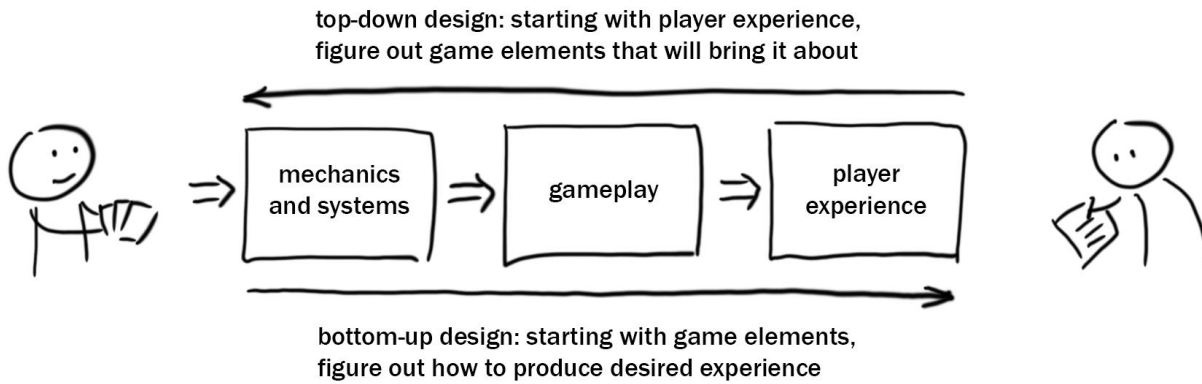 top-down design: starting with player experience,
figure out game elements that will bring it about
mechanics
and systems
gameplay
player
experience
bottom-up design: starting with game elements,
figure out how to produce desired experience